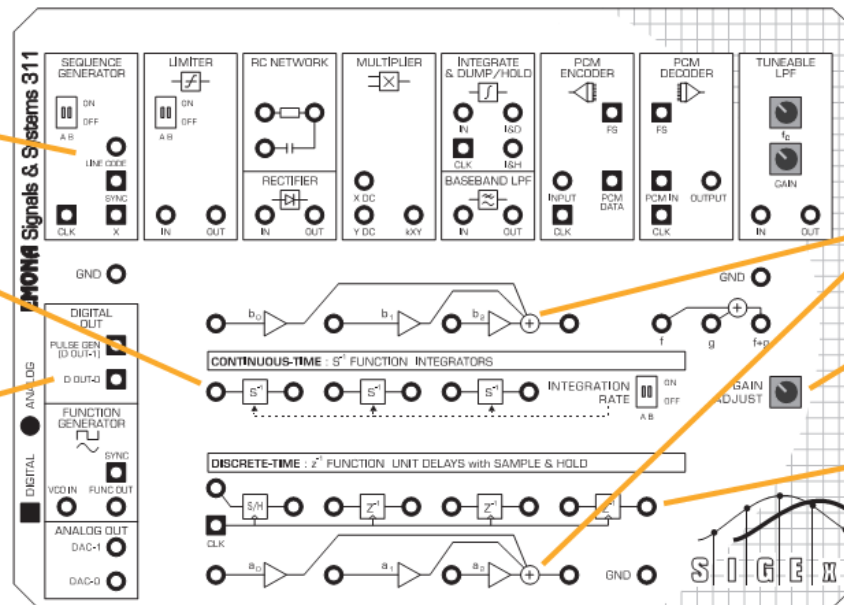 EMONA Signals & Systems 311
SEQUENCE
GENERATOR
ON
OFF
A B
LINE CODE
SYNC
CLK
X
LIMITER
ON
OFF
A B
IN
OUT
RC NETWORK
RECTIFIER
IN
OUT
MULTIPLIER
X DC
Y DC
kXY
INTEGRATE
& DUMP/HOLD
IN
I&D
CLK
I&H
BASEBAND LPF
IN
OUT
PCM
ENCODER
FS
INPUT
PCM
DATA
CLK
PCM
DECODER
FS
PCM IN
OUTPUT
CLK
TUNEABLE
LPF
fc
GAIN
IN
OUT
GND
GND
DIGITAL
OUT
PULSE GEN
(D OUT-1)
D OUT-0
b0
b1
b2
f
g
f+g
CONTINUOUS-TIME : S-1 FUNCTION INTEGRATORS
S-1
S-1
S-1
INTEGRATION
RATE
ON
OFF
A B
GAIN
ADJUST
ANALOG
DIGITAL
FUNCTION
GENERATOR
SYNC
VCO IN
FUNC OUT
DISCRETE-TIME : z-1 FUNCTION UNIT DELAYS with SAMPLE & HOLD
S/H
Z-1
Z-1
Z-1
CLK
ANALOG OUT
DAC-1
DAC-0
a0
a1
a2
GND
SIGEx